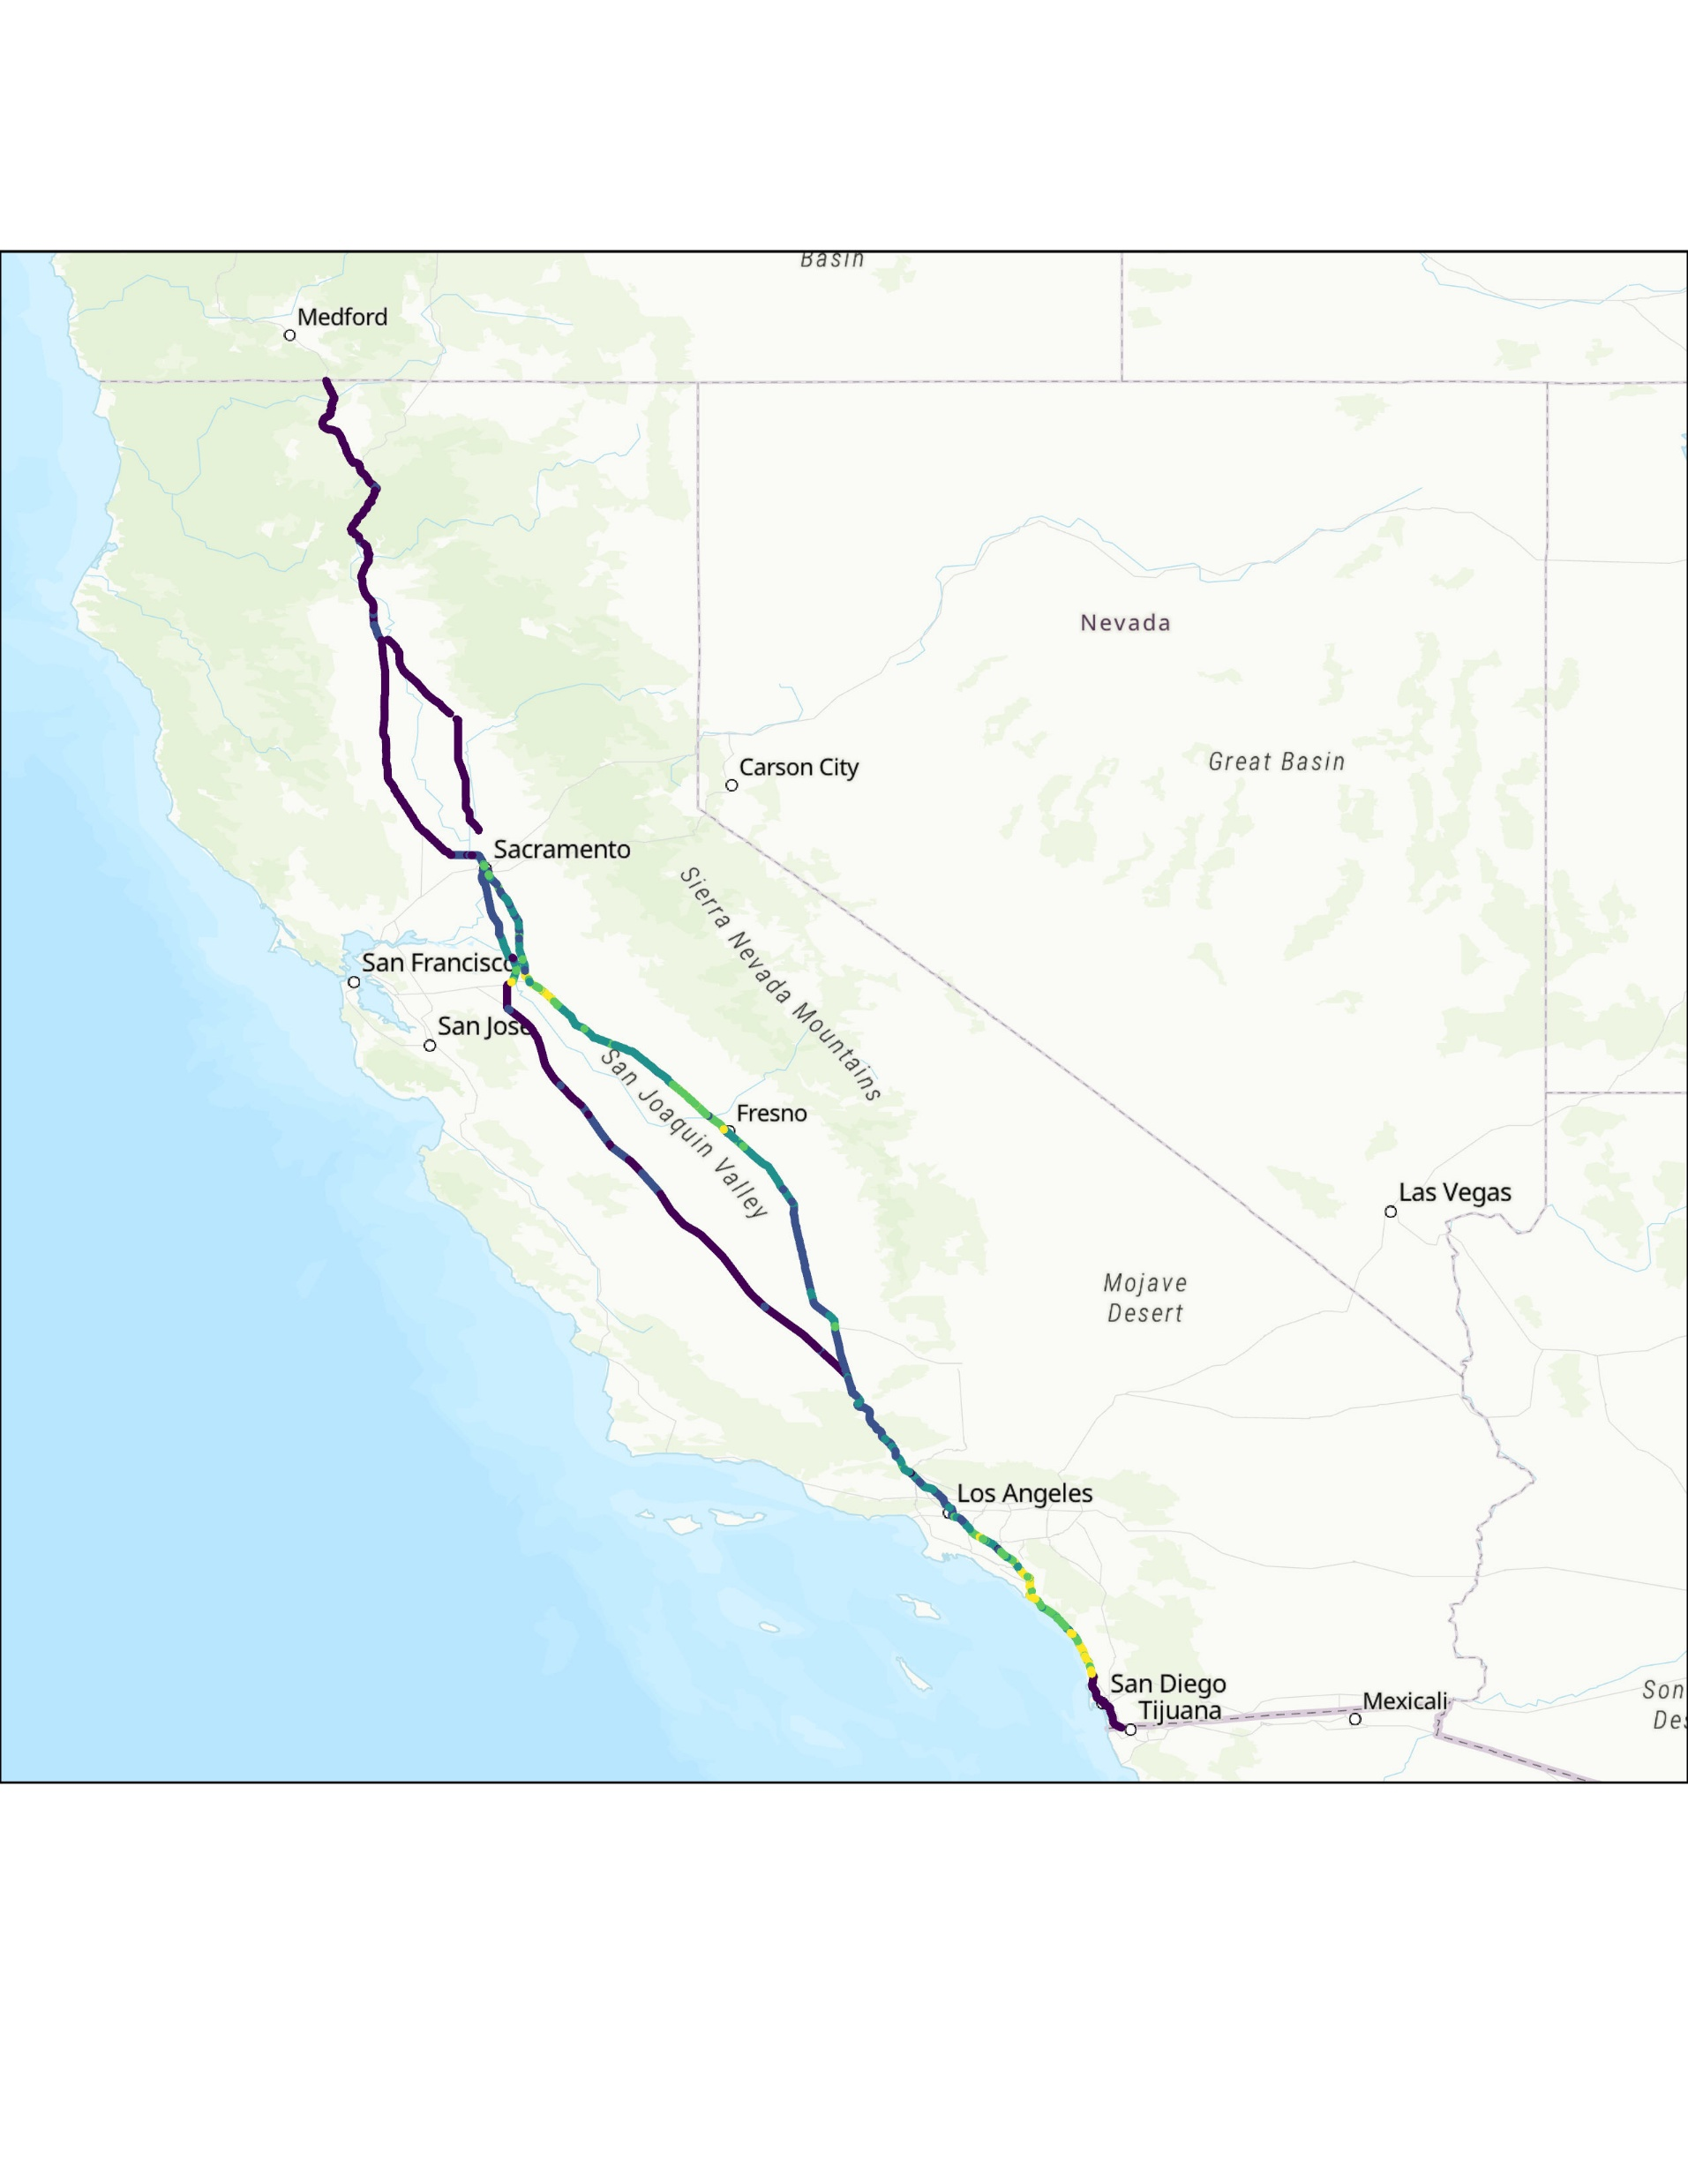 Basin
Medford
Nevada
Great Basin
Carson City
Sacramento
Sierra Nevada Mountains
San Francisco
San Jose
San Joaquin Valley
Fresno
Las Vegas
Mojave
Desert
Los Angeles
San Diego
Tijuana
Mexicali
Son
Des